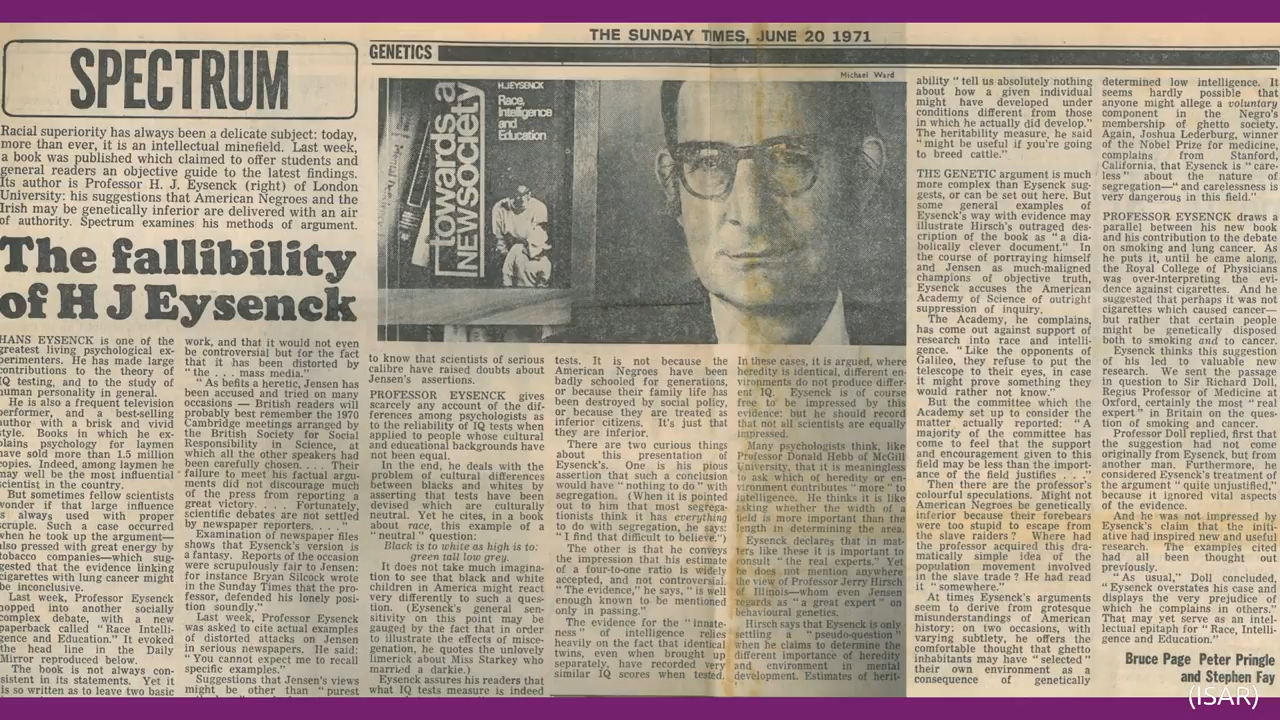 THE SUNDAY TIMES, JUNE 20 1971
SPECTRUM
Racial superiority has always been a delicate subject: today,
more than ever, it is an intellectual minefield. Last week,
a book was published which claimed to offer students and
general readers an objective guide to the latest findings.
Its author is Professor H. J. Eysenck (right) of London
University: his suggestions that American Negroes and the
Irish may be genetically inferior are delivered with an air
of authority. Spectrum examines his methods of argument.
The fallibility
of H J Eysenck
HANS EYSENCK is one of the
greatest living psychological ex-
perimenters. He has made large
contributions to the theory of
IQ testing, and to the study of
human personality in general.
He is also a frequent television
performer, and a best-selling
author with a brisk and vivid
style. Books in which he ex-
plains psychology for laymen
have sold more than 1.5 million
copies. Indeed, among laymen he
may well be the most influential
scientist in the country.
But sometimes fellow scientists
wonder if that large influence
is always used with proper
scruple. Such a case occurred
when he took up the argument—
also pressed with great energy by
tobacco companies—which sug-
gested that the evidence linking
cigarettes with lung cancer might
be inconclusive.
Last week, Professor Eysenck
hopped into another socially
complex debate, with a new
paperback called "Race Intelli-
gence and Education." It evoked
the head line in the Daily
Mirror reproduced below.
The book is not always con-
sistent in its statements. Yet it
is so written as to leave two basic
work, and that it would not even
be controversial but for the fact
that it has been distorted by
"the . . . mass media."
"As befits a heretic, Jensen has
been accused and tried on many
occasions — British readers will
probably best remember the 1970
Cambridge meetings arranged by
the British Society for Social
Responsibility in Science, at
which all the other speakers had
been carefully chosen. . . . Their
failure to meet his factual argu-
ments did not discourage much
of the press from reporting a
great victory. . . . Fortunately,
scientific debates are not settled
by newspaper reporters. . . ."
Examination of newspaper files
shows that Eysenck's version is
a fantasy. Reports of the occasion
were scrupulously fair to Jensen:
for instance Bryan Silcock wrote
in the Sunday Times that the pro-
fessor, defended his lonely posi-
tion soundly."
Last week, Professor Eysenck
was asked to cite actual examples
of distorted attacks on Jensen
in serious newspapers. He said:
"You cannot expect me to recall
specific examples."
Suggestions that Jensen's views
might be other than "purest
GENETICS
Michael Ward
towards a
NEW SOCIETY
H.J.EYSENCK
Race,
Intelligence
and
Education
to know that scientists of serious
calibre have raised doubts about
Jensen's assertions.
PROFESSOR EYSENCK gives
scarcely any account of the dif-
ferences among psychologists as
to the reliability of IQ tests when
applied to people whose cultural
and educational backgrounds have
not been equal.
In the end, he deals with the
problem of cultural differences
between blacks and whites by
asserting that tests have been
devised which are culturally
neutral. Yet he cites, in a book
about race, this example of a
"neutral" question:
Black is to white as high is to:
green tall low grey.
It does not take much imagina-
tion to see that black and white
children in America might react
very differently to such a ques-
tion. (Eysenck's general sen-
sitivity on this point may be
gauged by the fact that in order
to illustrate the effects of misce-
genation, he quotes the unlovely
limerick about Miss Starkey who
married a darkie.)
Eysenck assures his readers that
what IQ tests measure is indeed
tests. It is not because the
American Negroes have been
badly schooled for generations,
or because their family life has
been destroyed by social policy,
or because they are treated as
inferior citizens. It's just that
they are inferior.
There are two curious things
about this presentation of
Eysenck's. One is his pious
assertion that such a conclusion
would have "nothing to do" with
segregation. (When it is pointed
out to him that most segrega-
tionists think it has everything
to do with segregation, he says:
"I find that difficult to believe.")
The other is that he conveys
the impression that his estimate
of a four-to-one ratio is widely
accepted, and not controversial.
"The evidence," he says, "is well
enough known to be mentioned
only in passing."
The evidence for the "innate-
ness" of intelligence relies
heavily on the fact that identical
twins, even when brought up
separately, have recorded very
similar IQ scores when tested.
In these cases, it is argued, where
heredity is identical, different en-
vironments do not produce differ-
ent IQ. Eysenck is of course
free to be impressed by this
evidence: but he should record
that not all scientists are equally
impressed.
Many psychologists think, like
Professor Donald Hebb of McGill
University, that it is meaningless
to ask which of heredity or en-
vironment contributes "more" to
intelligence. He thinks it is like
asking whether the width of a
field is more important than the
length in determining the area.
Eysenck declares that in mat-
ters like these it is important to
consult "the real experts." Yet
he does not mention anywhere
the view of Professor Jerry Hirsch
of Illinois—whom even Jensen
regards as "a great expert" on
behavioural genetics.
Hirsch says that Eysenck is only
settling a "pseudo-question"
when he claims to determine the
different importance of heredity
and environment in mental
development. Estimates of herit-
ability "tell us absolutely nothing
about how a given individual
might have developed under
conditions different from those
in which he actually did develop."
The heritability measure, he said
"might be useful if you're going
to breed cattle."
THE GENETIC argument is much
more complex than Eysenck sug-
gests, or can be set out here. But
some general examples of
Eysenck's way with evidence may
illustrate Hirsch's outraged des-
cription of the book as "a dia-
bolically clever document." In
the course of portraying himself
and Jensen as much-maligned
champions of objective truth,
Eysenck accuses the American
Academy of Science of outright
suppression of inquiry.
The Academy, he complains,
has come out against support of
research into race and intelli-
gence. "Like the opponents of
Galileo, they refuse to put the
telescope to their eyes, in case
it might prove something they
would rather not know."
But the committee which the
Academy set up to consider the
matter actually reported: "A
majority of the committee has
come to feel that the support
and encouragement given to this
field may be less than the import-
ance of the field justifies . . ."
Then there are the professor's
colourful speculations. Might not
American Negroes be genetically
inferior because their forebears
were too stupid to escape from
the slave raiders? Where had
the professor acquired this dra-
matically simple idea of the
population movement involved
in the slave trade? He had read
it "somewhere."
At times Eysenck's arguments
seem to derive from grotesque
misunderstandings of American
history: on two occasions, with
varying subtlety, he offers the
comfortable thought that ghetto
inhabitants may have "selected"
their own environment as a
consequence of genetically
determined low intelligence. It
seems hardly possible that
anyone might allege a voluntary
component in the Negro's
membership of ghetto society.
Again, Joshua Lederburg, winner
of the Nobel Prize for medicine,
complains from Stanford,
California, that Eysenck is "care-
less" about the nature of
segregation—"and carelessness is
very dangerous in this field."
PROFESSOR EYSENCK draws a
parallel between his new book
and his contribution to the debate
on smoking and lung cancer. As
he puts it, until he came along,
the Royal College of Physicians
was over-interpreting the evi-
dence against cigarettes. And he
suggested that perhaps it was not
cigarettes which caused cancer—
but rather that certain people
might be genetically disposed
both to smoking and to cancer.
Eysenck thinks this suggestion
of his led to valuable new
research. We sent the passage
in question to Sir Richard Doll,
Regius Professor of Medicine at
Oxford, certainly the most "real
expert" in Britain on the ques-
tion of smoking and cancer.
Professor Doll replied, first that
the suggestion had not come
originally from Eysenck, but from
another man. Furthermore, he
considered Eysenck's treatment of
the argument "quite unjustified,"
because it ignored vital aspects
of the evidence.
And he was not impressed by
Eysenck's claim that the initi-
ative had inspired new and useful
research. The examples cited
had been thought out
previously.
"As usual," Doll concluded,
"Eysenck overstates his case and
displays the very prejudice of
which he complains in others."
That may yet serve as an intel-
lectual epitaph for "Race, Intelli-
gence and Education."
Bruce Page Peter Pringle
and Stephen Fay
(ISAR)